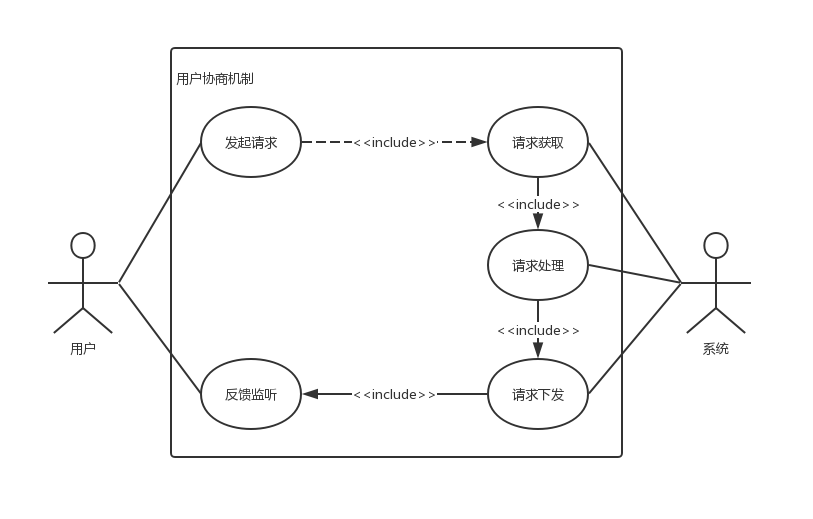 用户协商机制
发起请求
<<include>>
请求获取
<<include>>
请求处理
<<include>>
用户
系统
反馈监听
<<include>>
请求下发